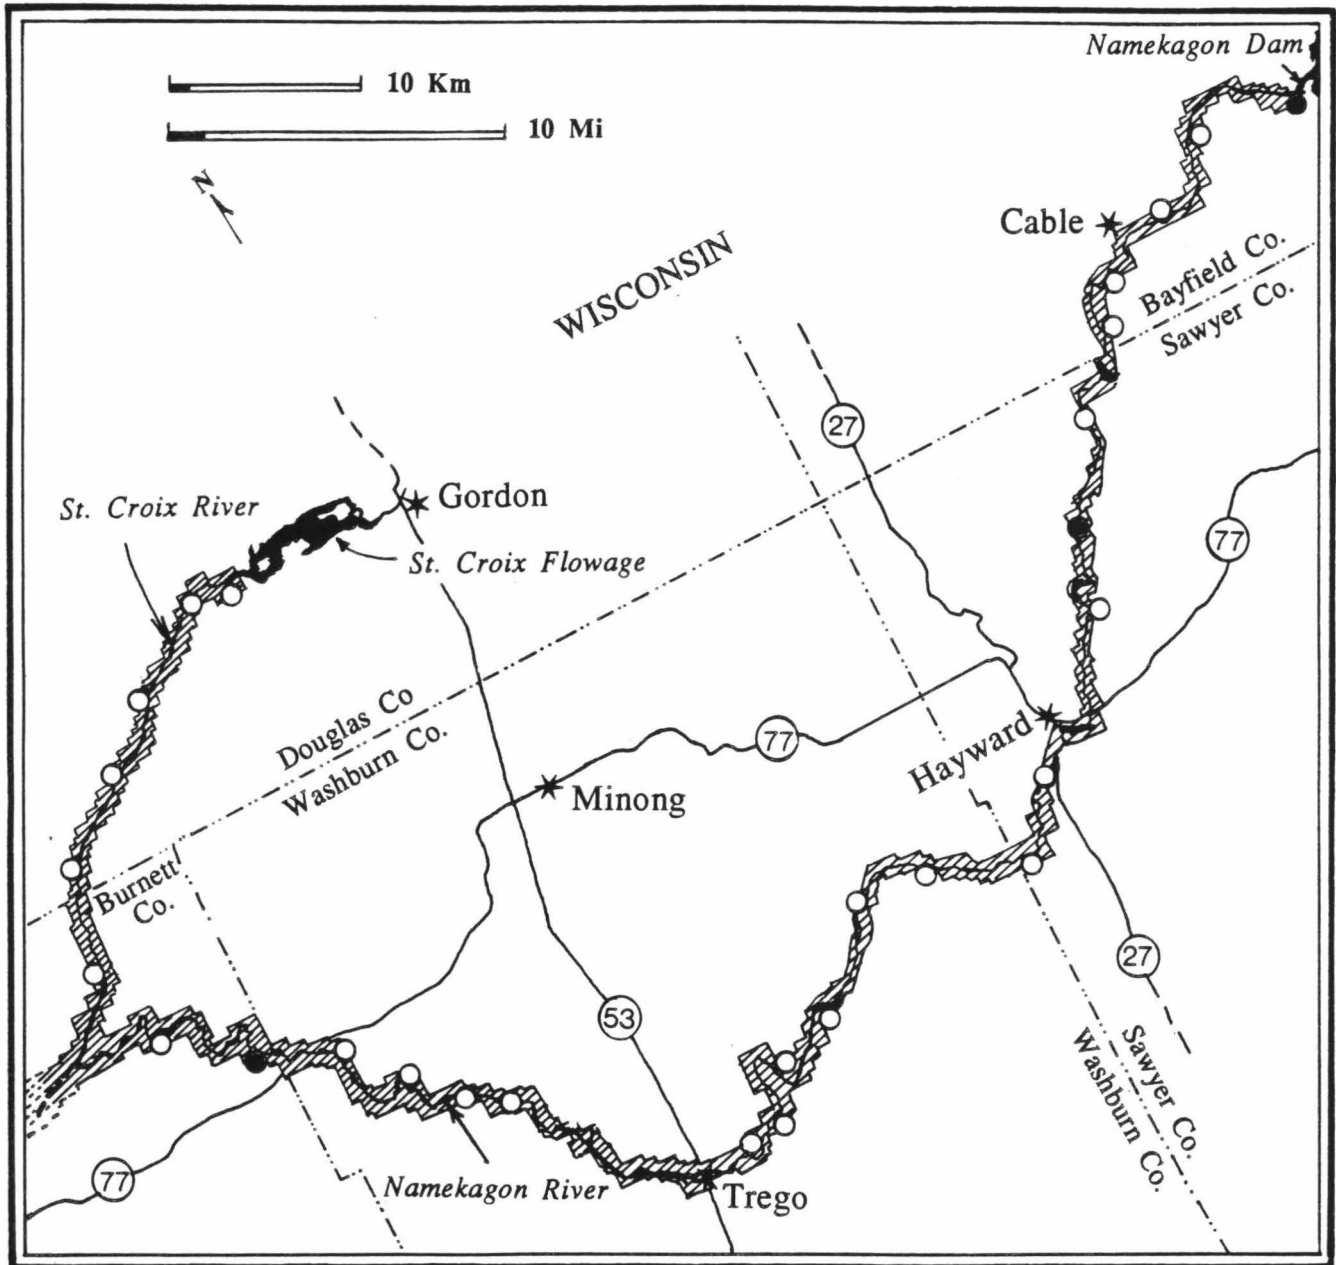 Namekagon Dam
10 Km
10 Mi
N
Cable
WISCONSIN
Bayfield Co.
Sawyer Co.
27
St. Croix River
Gordon
St. Croix Flowage
77
Douglas Co
Washburn Co.
77
Hayward
Minong
Burnett
Co.
27
53
Sawyer Co.
Washburn Co.
77
Namekagon River
Trego